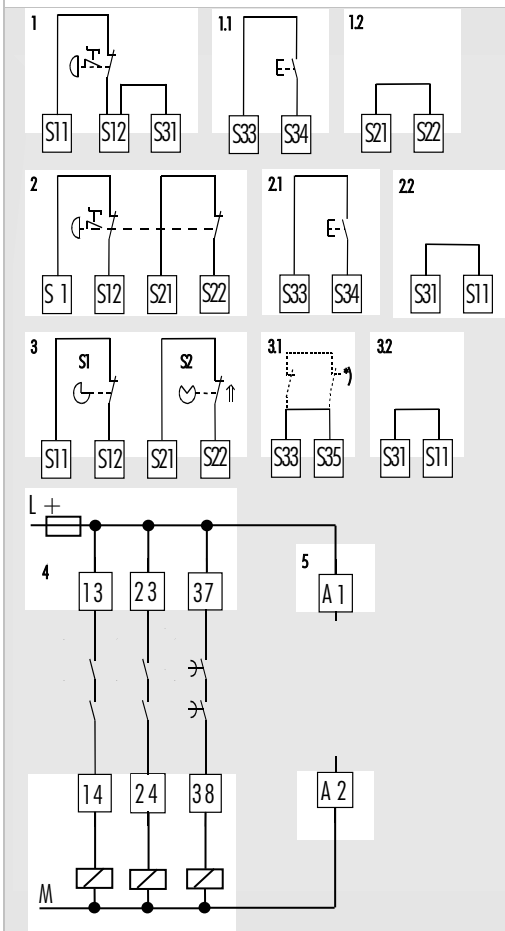 1 1.1 1.2
S11 S12 S31 S33 S34 S21 S22
2 2.1 2.2
S 1 S12 S21 S22 S33 S34 S31 S11
3 S1 S2 3.1 *) 3.2
S11 S12 S21 S22 S33 S35 S31 S11
L +
4 5
13 23 37 A1
14 24 38 A2
M